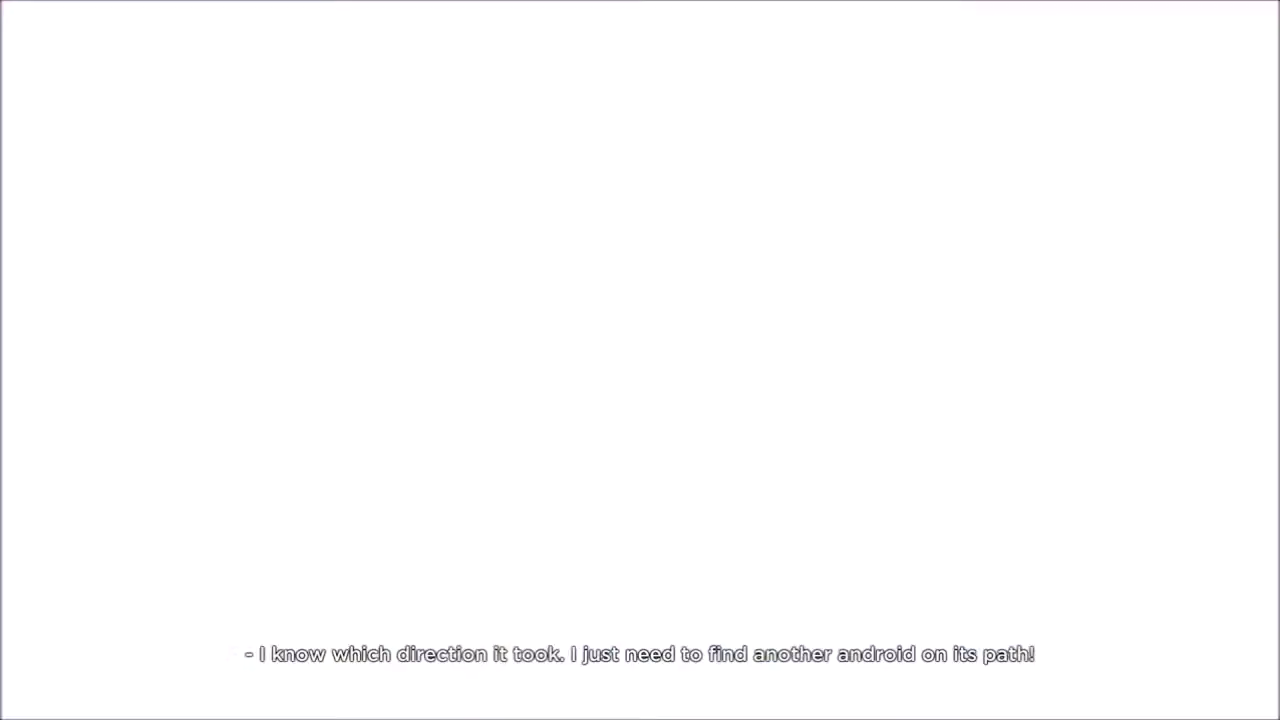 - I know which direction it took. I just need to find another android on its path!